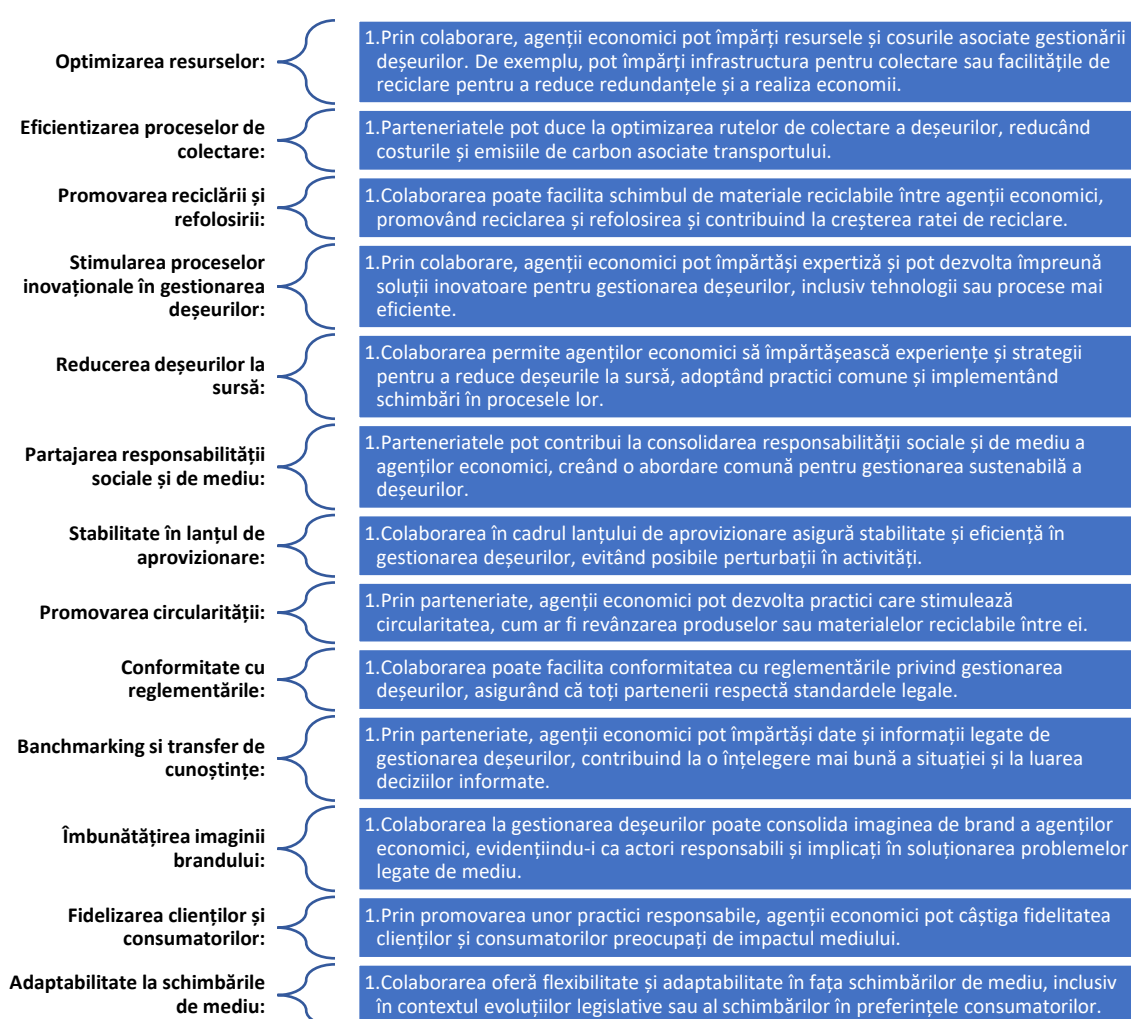 Optimizarea resurselor:
1.Prin colaborare, agenții economici pot împărți resursele și cosurile asociate gestionării
deșeurilor. De exemplu, pot împărți infrastructura pentru colectare sau facilitățile de
reciclare pentru a reduce redundanțele și a realiza economii.
Eficientizarea proceselor de
colectare:
1.Parteneriatele pot duce la optimizarea rutelor de colectare a deșeurilor, reducând
costurile și emisiile de carbon asociate transportului.
Promovarea reciclării și
refolosirii:
1.Colaborarea poate facilita schimbul de materiale reciclabile între agenții economici,
promovând reciclarea și refolosirea și contribuind la creșterea ratei de reciclare.
Stimularea proceselor
inovaționale în gestionarea
deșeurilor:
1.Prin colaborare, agenții economici pot împărtăși expertiză și pot dezvolta împreună
soluții inovatoare pentru gestionarea deșeurilor, inclusiv tehnologii sau procese mai
eficiente.
Reducerea deșeurilor la
sursă:
1.Colaborarea permite agenților economici să împărtășească experiențe și strategii
pentru a reduce deșeurile la sursă, adoptând practici comune și implementând
schimbări în procesele lor.
Partajarea responsabilității
sociale și de mediu:
1.Parteneriatele pot contribui la consolidarea responsabilității sociale și de mediu a
agenților economici, creând o abordare comună pentru gestionarea sustenabilă a
deșeurilor.
Stabilitate în lanțul de
aprovizionare:
1.Colaborarea în cadrul lanțului de aprovizionare asigură stabilitate și eficiență în
gestionarea deșeurilor, evitând posibile perturbații în activități.
Promovarea circularității:
1.Prin parteneriate, agenții economici pot dezvolta practici care stimulează
circularitatea, cum ar fi revânzarea produselor sau materialelor reciclabile între ei.
Conformitate cu
reglementările:
1.Colaborarea poate facilita conformitatea cu reglementările privind gestionarea
deșeurilor, asigurând că toți partenerii respectă standardele legale.
Banchmarking si transfer de
cunoștințe:
1.Prin parteneriate, agenții economici pot împărtăși date și informații legate de
gestionarea deșeurilor, contribuind la o înțelegere mai bună a situației și la luarea
deciziilor informate.
Îmbunătățirea imaginii
brandului:
1.Colaborarea la gestionarea deșeurilor poate consolida imaginea de brand a agenților
economici, evidențiindu-i ca actori responsabili și implicați în soluționarea problemelor
legate de mediu.
Fidelizarea clienților și
consumatorilor:
1.Prin promovarea unor practici responsabile, agenții economici pot câștiga fidelitatea
clienților și consumatorilor preocupați de impactul mediului.
Adaptabilitate la schimbările
de mediu:
1.Colaborarea oferă flexibilitate și adaptabilitate în fața schimbărilor de mediu, inclusiv
în contextul evoluțiilor legislative sau al schimbărilor în preferințele consumatorilor.